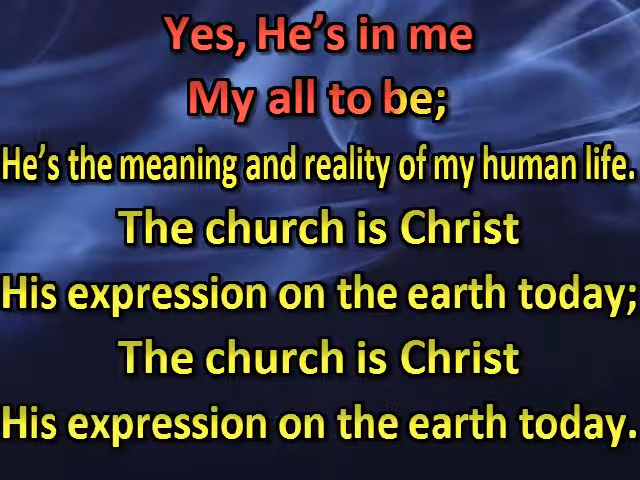 Yes, He’s in me
My all to be;
He’s the meaning and reality of my human life.
The church is Christ
His expression on the earth today;
The church is Christ
His expression on the earth today.